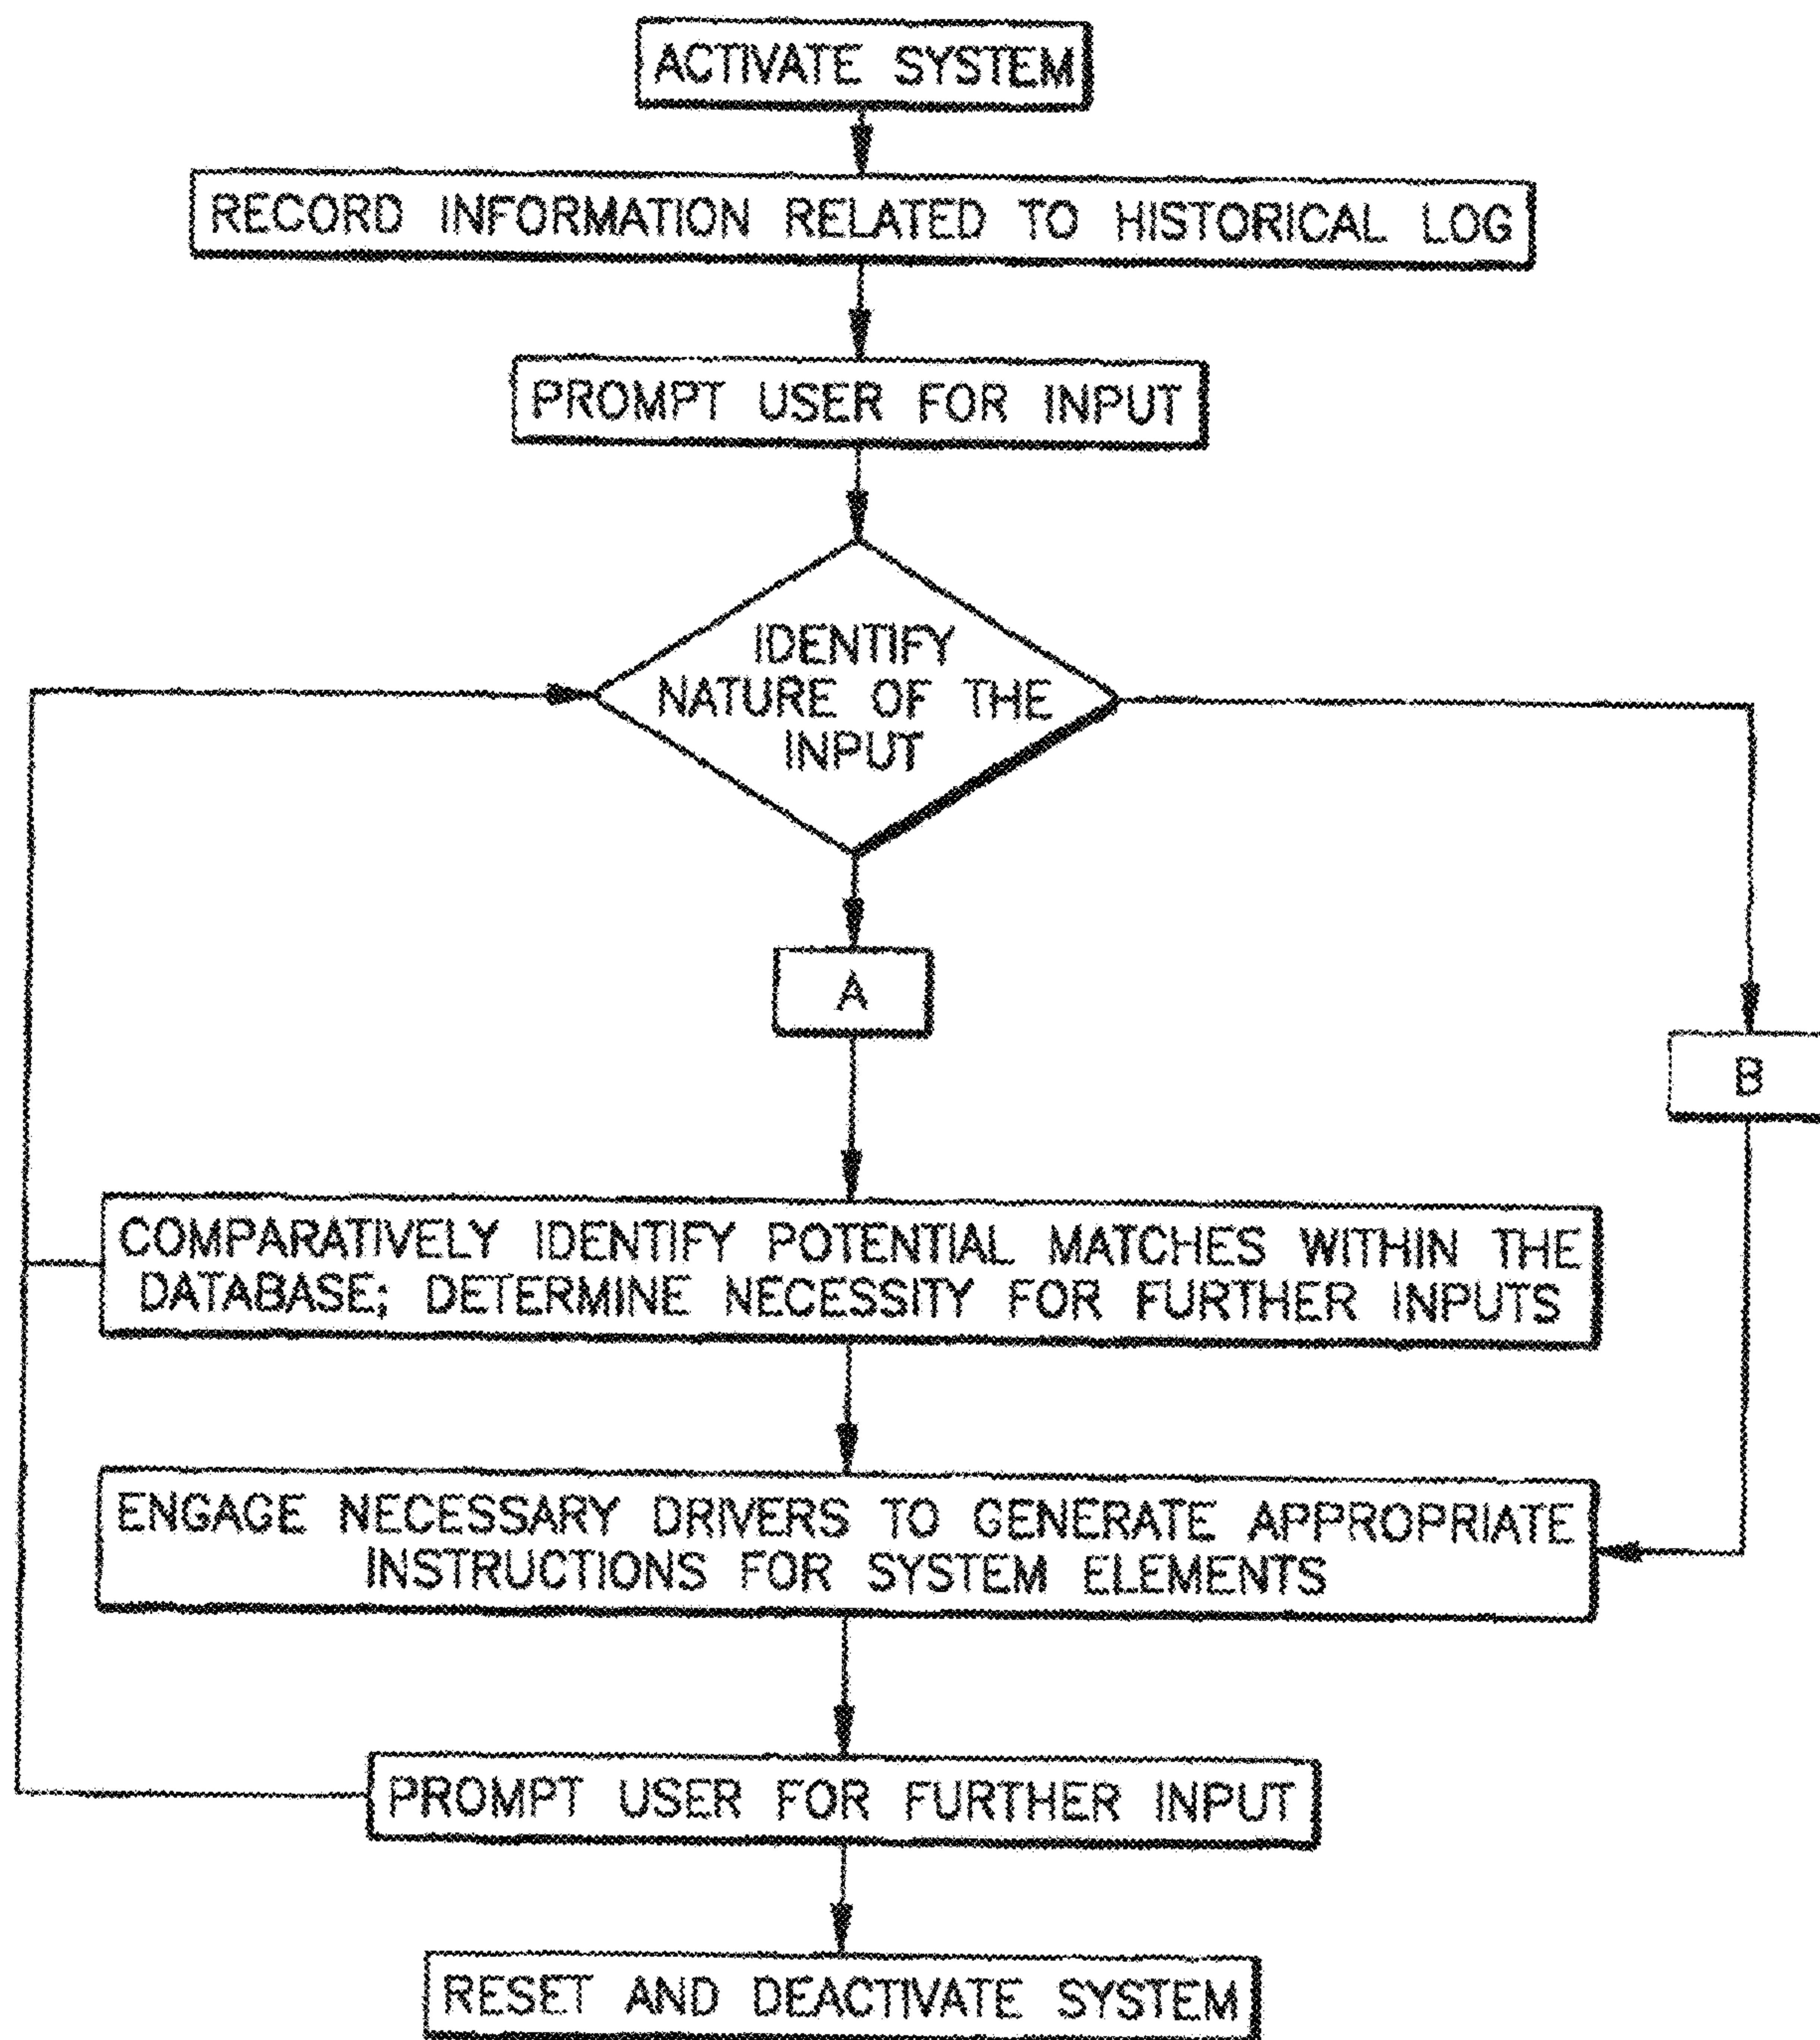 ACTIVATE SYSTEM
RECORD INFORMATION RELATED TO HISTORICAL LOG
PROMPT USER FOR INPUT
IDENTIFY
NATURE OF THE
INPUT
A
B
COMPARATIVELY IDENTIFY POTENTIAL MATCHES WITHIN THE
DATABASE; DETERMINE NECESSITY FOR FURTHER INPUTS
ENGAGE NECESSARY DRIVERS TO GENERATE APPROPRIATE
INSTRUCTIONS FOR SYSTEM ELEMENTS
PROMPT USER FOR FURTHER INPUT
RESET AND DEACTIVATE SYSTEM